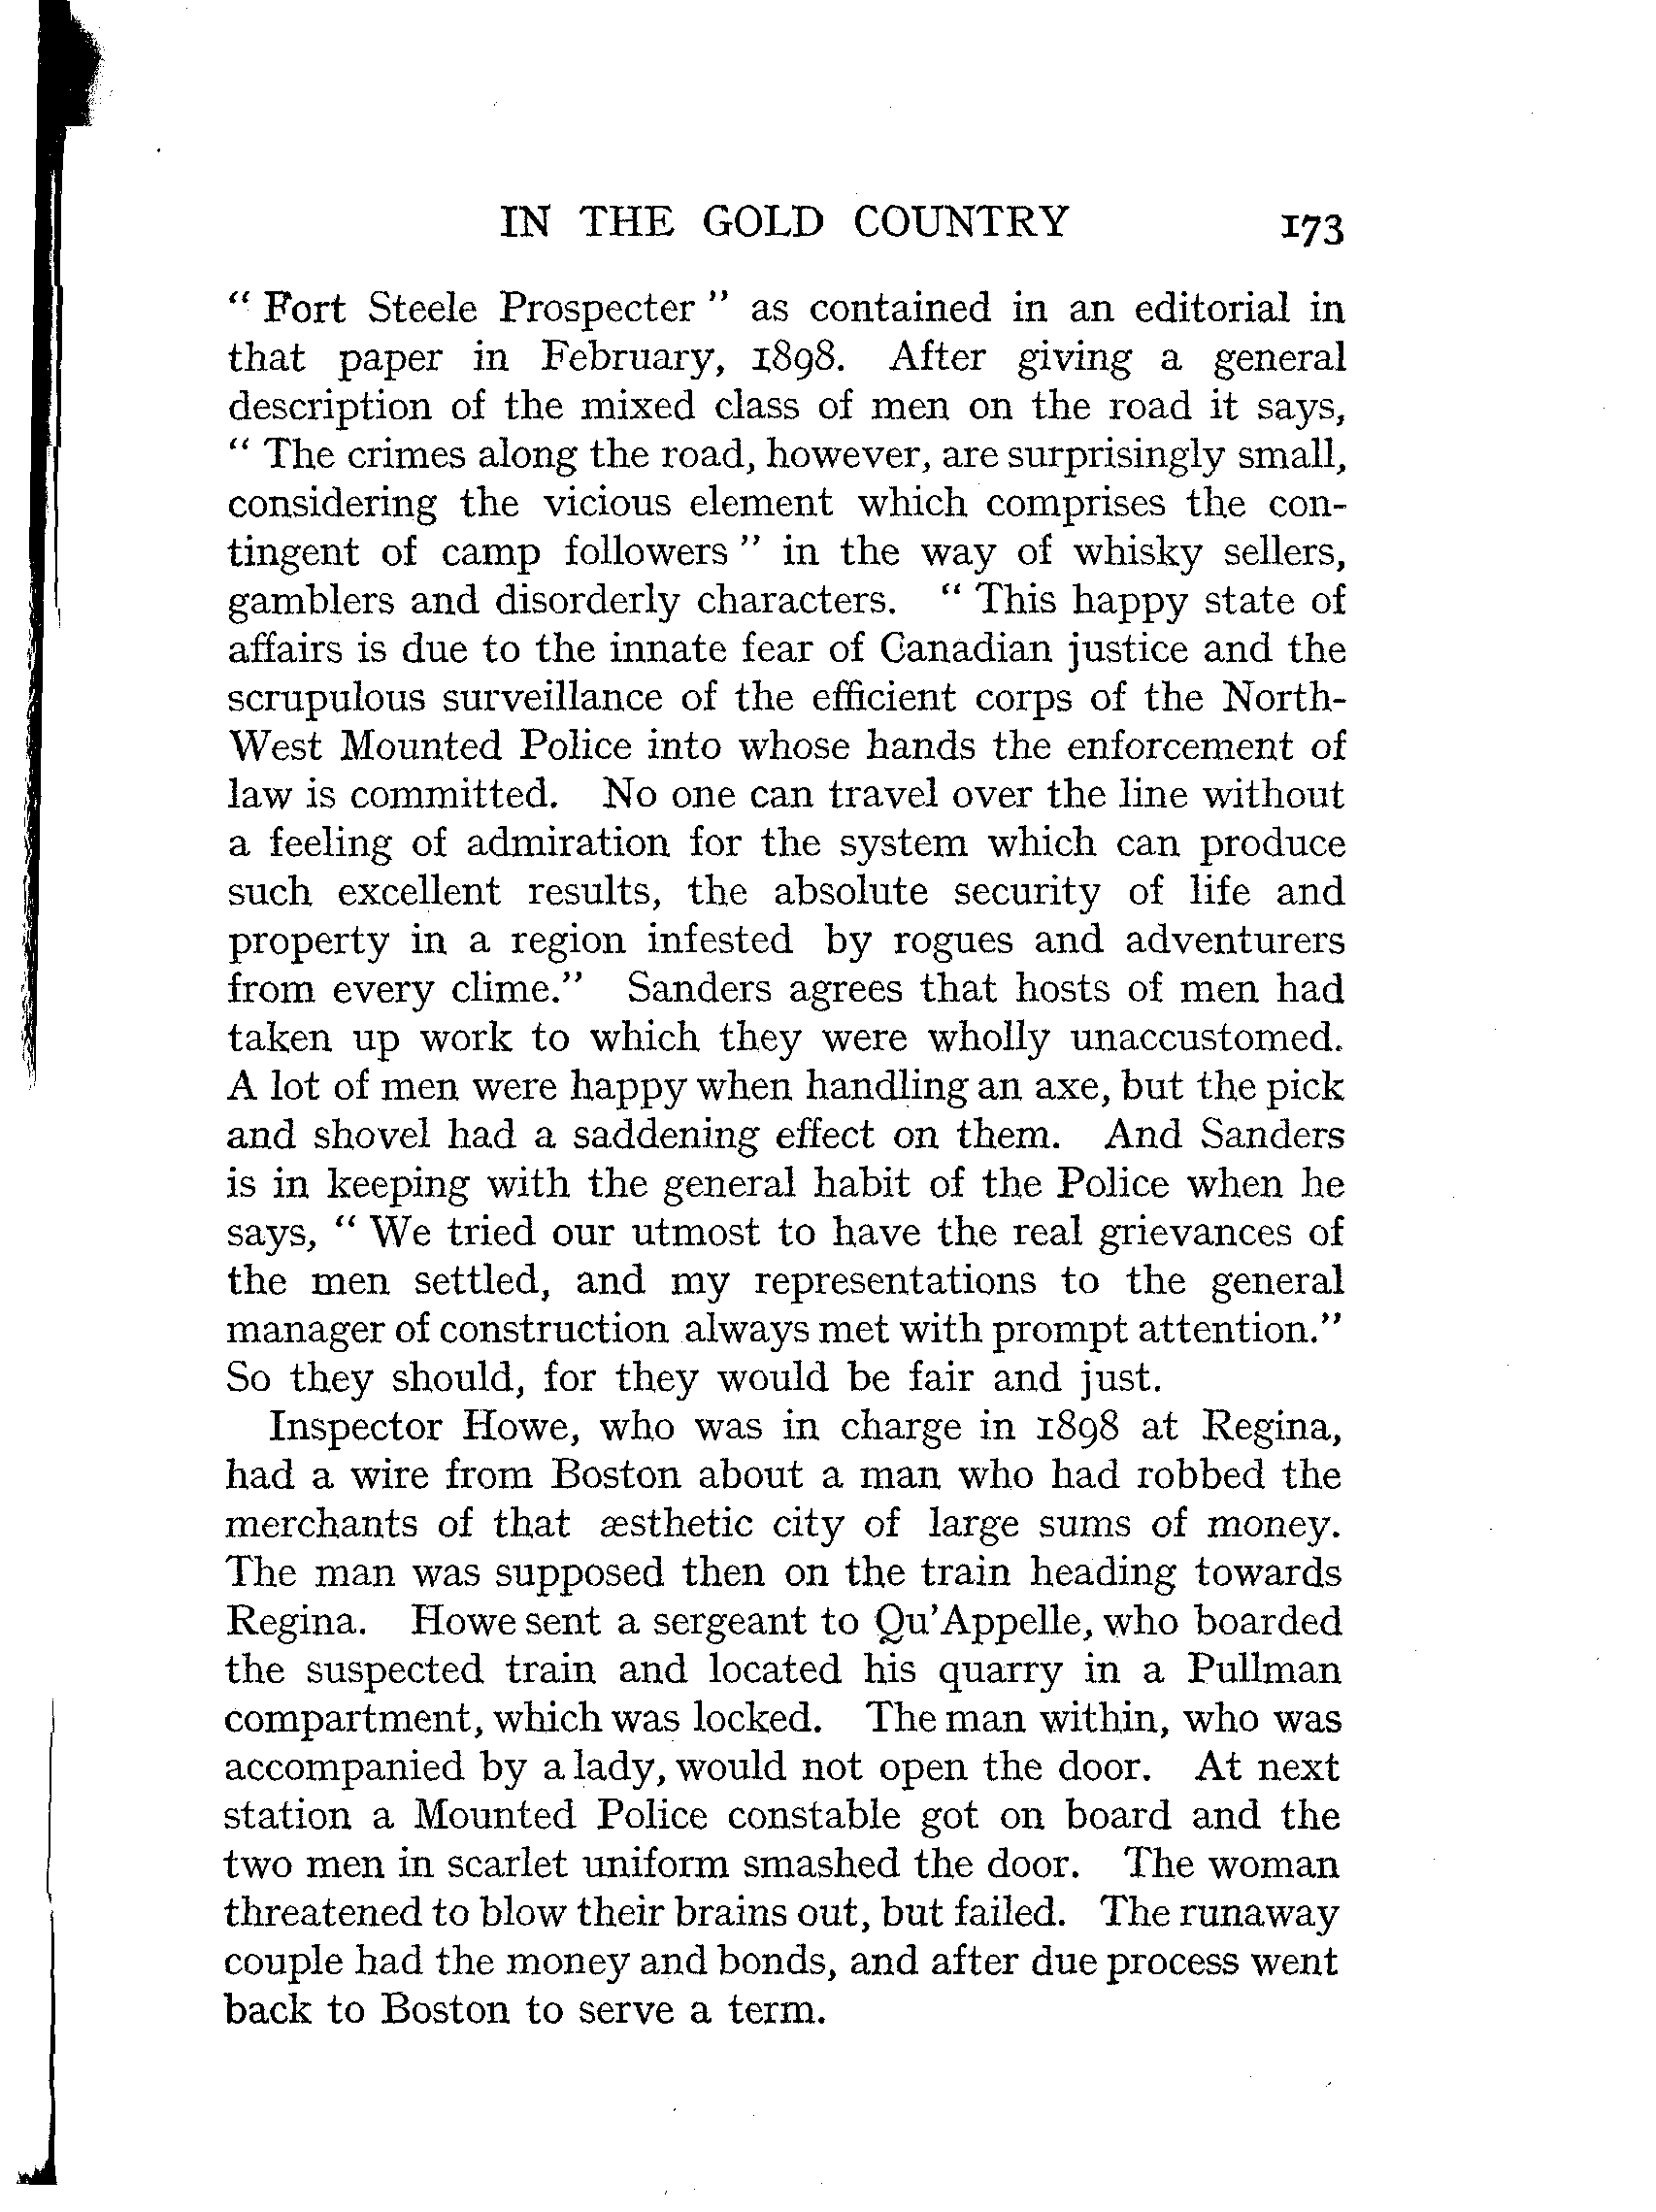 IN THE GOLD COUNTRY 173
“ Fort Steele Prospecter ” as contained in an editorial in
that paper in February, 1898. After giving a general
description of the mixed class of men on the road it says,
“ The crimes along the road, however, are surprisingly small,
considering the vicious element which comprises the con-
tingent of camp followers ” in the way of whisky sellers,
gamblers and disorderly characters. “ This happy state of
affairs is due to the innate fear of Canadian justice and the
scrupulous surveillance of the efficient corps of the North-
West Mounted Police into whose hands the enforcement of
law is committed. No one can travel over the line without
a feeling of admiration for the system which can produce
such excellent results, the absolute security of life and
property in a region infested by rogues and adventurers
from every clime.” Sanders agrees that hosts of men had
taken up work to which they were wholly unaccustomed.
A lot of men were happy when handling an axe, but the pick
and shovel had a saddening effect on them. And Sanders
is in keeping with the general habit of the Police when he
says, “ We tried our utmost to have the real grievances of
the men settled, and my representations to the general
manager of construction always met with prompt attention.”
So they should, for they would be fair and just.
Inspector Howe, who was in charge in 1898 at Regina,
had a wire from Boston about a man who had robbed the
merchants of that æsthetic city of large sums of money.
The man was supposed then on the train heading towards
Regina. Howe sent a sergeant to Qu’Appelle, who boarded
the suspected train and located his quarry in a Pullman
compartment, which was locked. The man within, who was
accompanied by a lady, would not open the door. At next
station a Mounted Police constable got on board and the
two men in scarlet uniform smashed the door. The woman
threatened to blow their brains out, but failed. The runaway
couple had the money and bonds, and after due process went
back to Boston to serve a term.